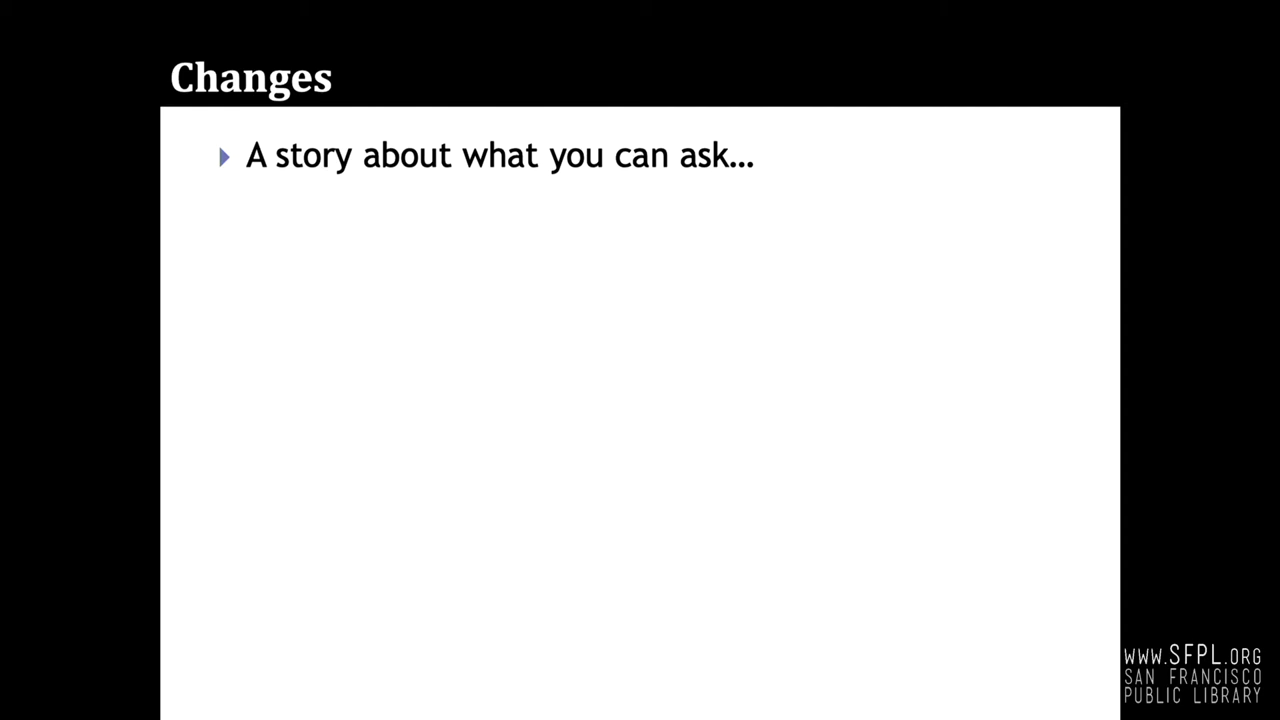 Changes
A story about what you can ask…
WWW.SFPL.ORG
SAN FRANCISCO
PUBLIC LIBRARY